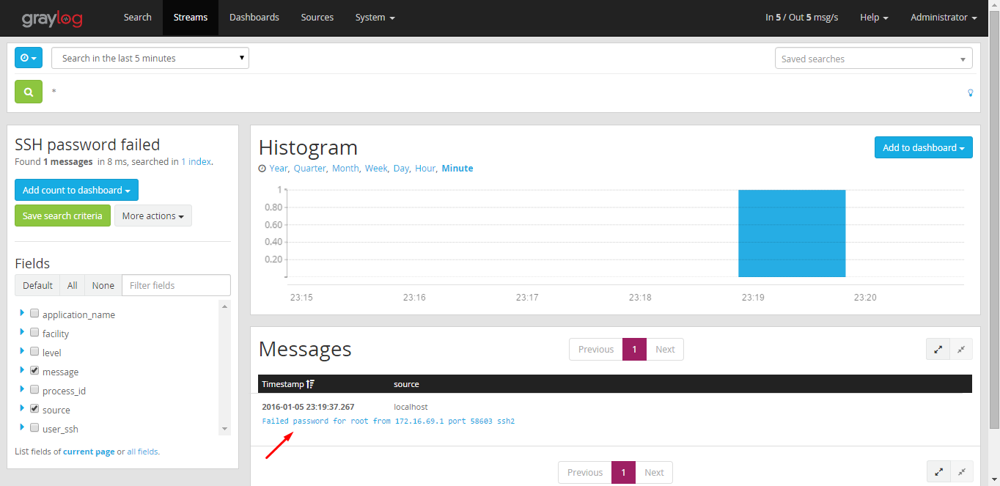 graylog Search Streams Dashboards Sources System In 5 / Out 5 msg/s Help Administrator
Search in the last 5 minutes Saved searches
*
SSH password failed
Found 1 messages in 8 ms, searched in 1 index.
Add count to dashboard
Save search criteria More actions
Fields
Default All None Filter fields
application_name
facility
level
message
process_id
source
user_ssh
List fields of current page or all fields.
Histogram Add to dashboard
Year, Quarter, Month, Week, Day, Hour, Minute
1
0.80
0.60
0.40
0.20
23:15 23:16 23:17 23:18 23:19 23:20
Messages Previous 1 Next
Timestamp source
2016-01-05 23:19:37.267 localhost
Failed password for root from 172.16.69.1 port 58603 ssh2
Previous 1 Next